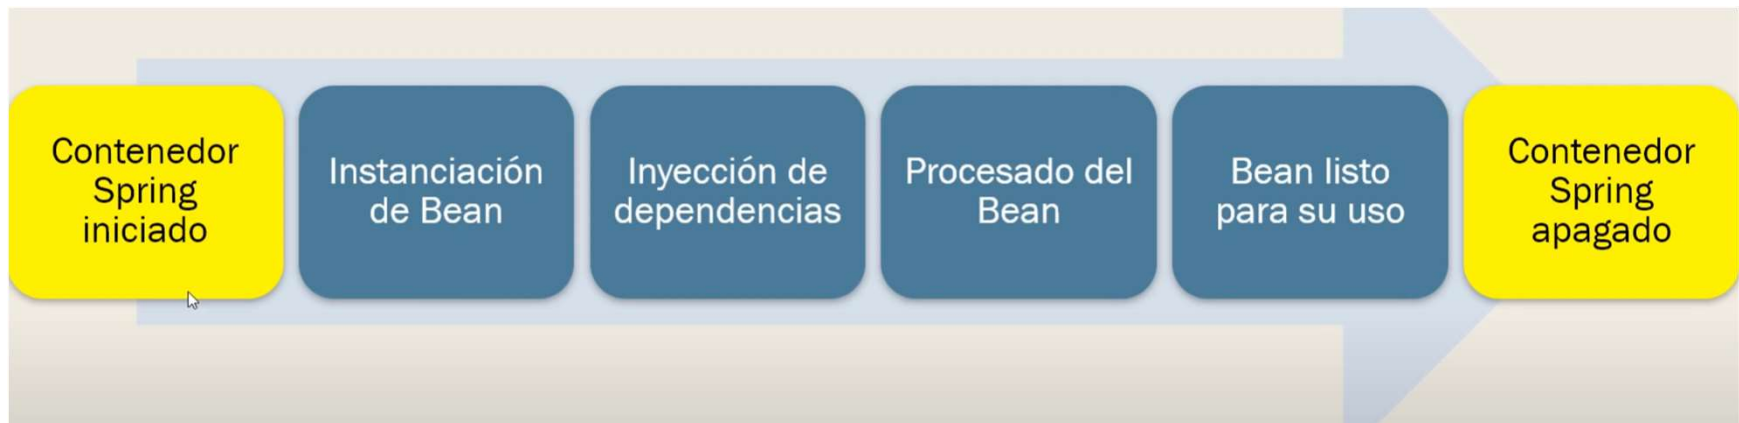 Contenedor
Spring
iniciado
Instanciación
de Bean
Inyección de
dependencias
Procesado del
Bean
Bean listo
para su uso
Contenedor
Spring
apagado